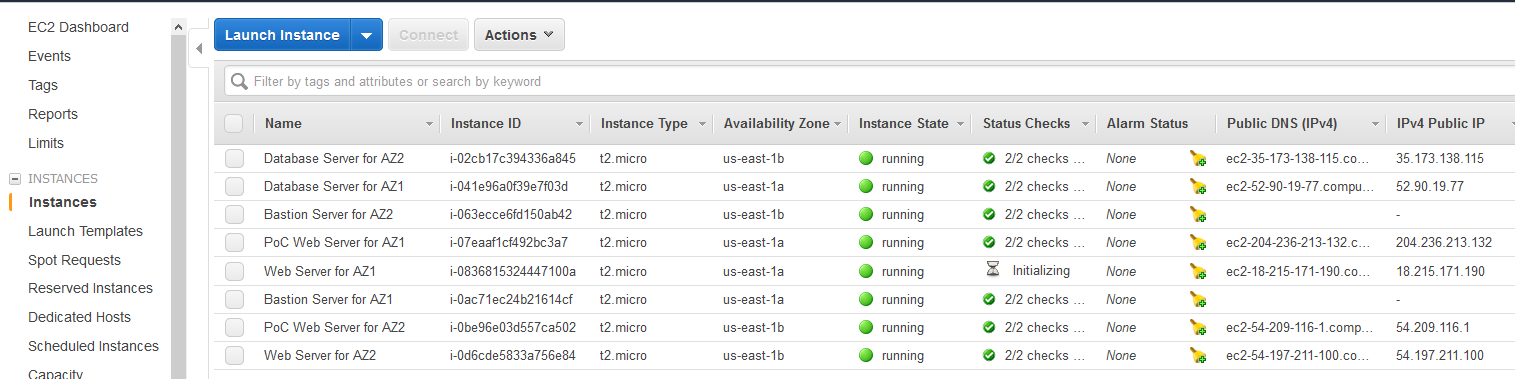 EC2 Dashboard
Events
Tags
Reports
Limits
INSTANCES
Instances
Launch Templates
Spot Requests
Reserved Instances
Dedicated Hosts
Scheduled Instances
Capacity
Launch Instance Connect Actions
Filter by tags and attributes or search by keyword
Name Instance ID Instance Type Availability Zone Instance State Status Checks Alarm Status Public DNS (IPv4) IPv4 Public IP
Database Server for AZ2 i-02cb17c394336a845 t2.micro us-east-1b running 2/2 checks ... None ec2-35-173-138-115.co... 35.173.138.115
Database Server for AZ1 i-041e96a0f39e7f03d t2.micro us-east-1a running 2/2 checks ... None ec2-52-90-19-77.compu... 52.90.19.77
Bastion Server for AZ2 i-063ecce6fd150ab42 t2.micro us-east-1b running 2/2 checks ... None -
PoC Web Server for AZ1 i-07eaaf1cf492bc3a7 t2.micro us-east-1a running 2/2 checks ... None ec2-204-236-213-132.c... 204.236.213.132
Web Server for AZ1 i-0836815324447100a t2.micro us-east-1a running Initializing None ec2-18-215-171-190.co... 18.215.171.190
Bastion Server for AZ1 i-0ac71ec24b21614cf t2.micro us-east-1a running 2/2 checks ... None -
PoC Web Server for AZ2 i-0be96e03d557ca502 t2.micro us-east-1b running 2/2 checks ... None ec2-54-209-116-1.comp... 54.209.116.1
Web Server for AZ2 i-0d6cde5833a756e84 t2.micro us-east-1b running 2/2 checks ... None ec2-54-197-211-100.co... 54.197.211.100